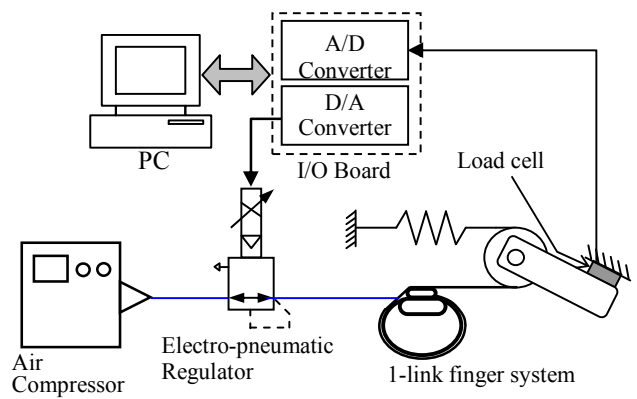 A/D
Converter
D/A
Converter
PC
I/O Board
Load cell
Electro-pneumatic
Regulator
Air
Compressor
1-link finger system